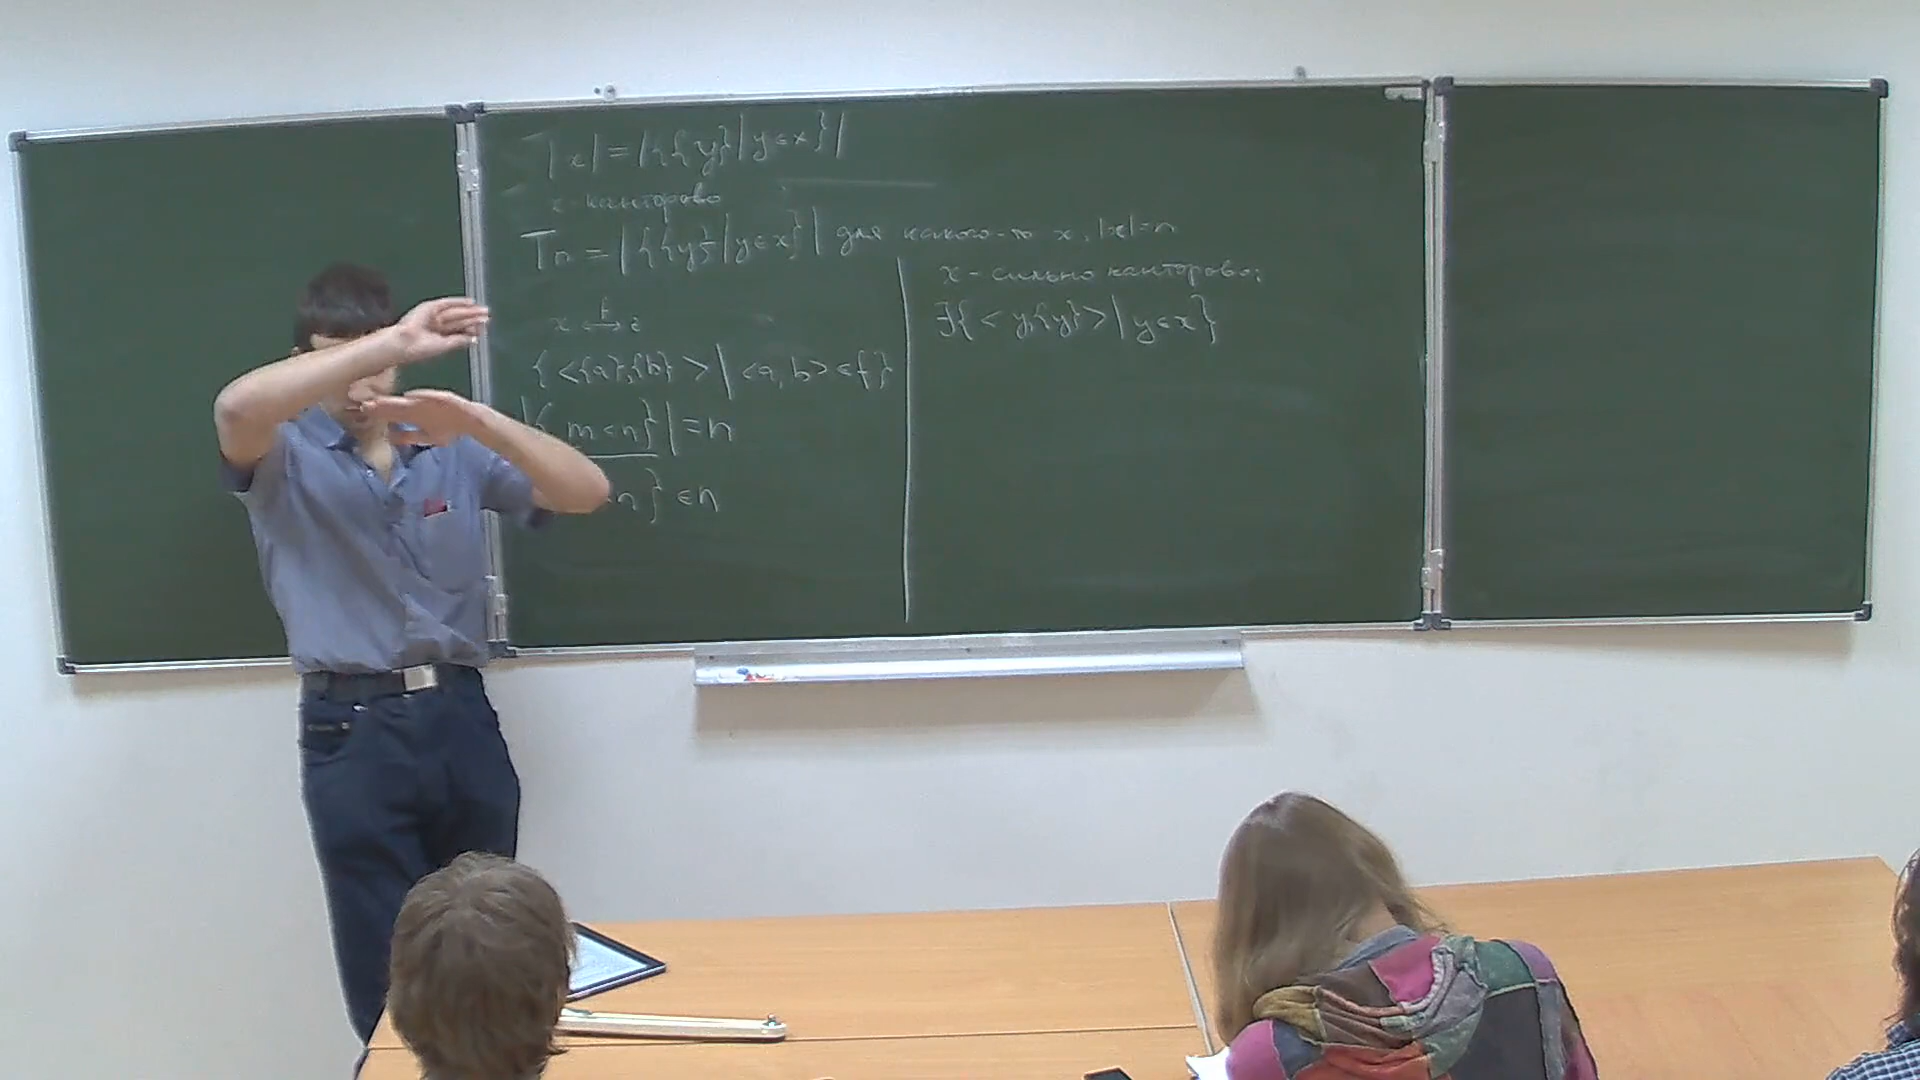 T|x|=|{{y}|y∈x}|
x-канторово
Tn=|{{y}|y∈x}| для какого-то x, |x|=n
x ⟷ z
f
{<{a},{b}>|<a,b>∈f}
|{m<n}|=n
n}∈n
x-сильно канторово:
∃{<y,{y}>|y∈x}